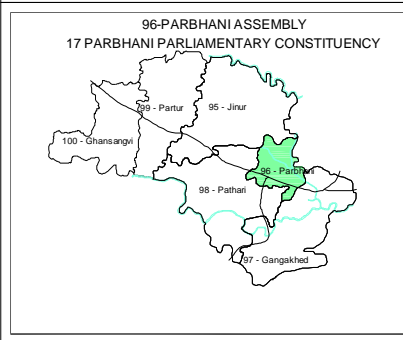 96-PARBHANI ASSEMBLY
17 PARBHANI PARLIAMENTARY CONSTITUENCY
99 - Partur
95 - Jinur
100 - Ghansangvi
96 - Parbhani
98 - Pathari
97 - Gangakhed